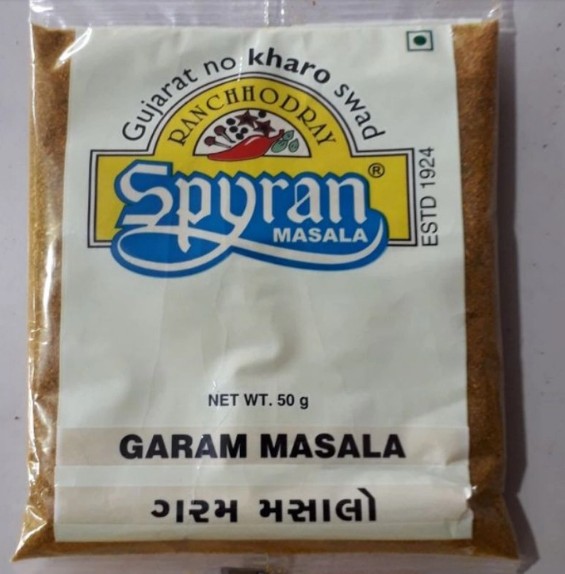 Gujarat no kharo swad
RANCHHODRAY
Spyran®
MASALA
ESTD 1924
NET WT. 50 g
GARAM MASALA
ગરમ મસાલો